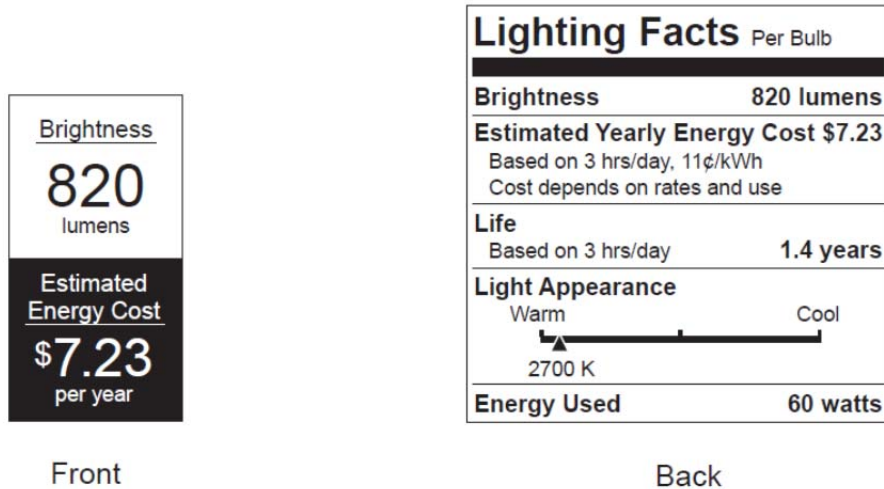 Brightness
820
lumens
Estimated
Energy Cost
$7.23
per year
Front
Lighting Facts Per Bulb
Brightness 820 lumens
Estimated Yearly Energy Cost $7.23
Based on 3 hrs/day, 11¢/kWh
Cost depends on rates and use
Life
Based on 3 hrs/day 1.4 years
Light Appearance
Warm Cool
2700 K
Energy Used 60 watts
Back